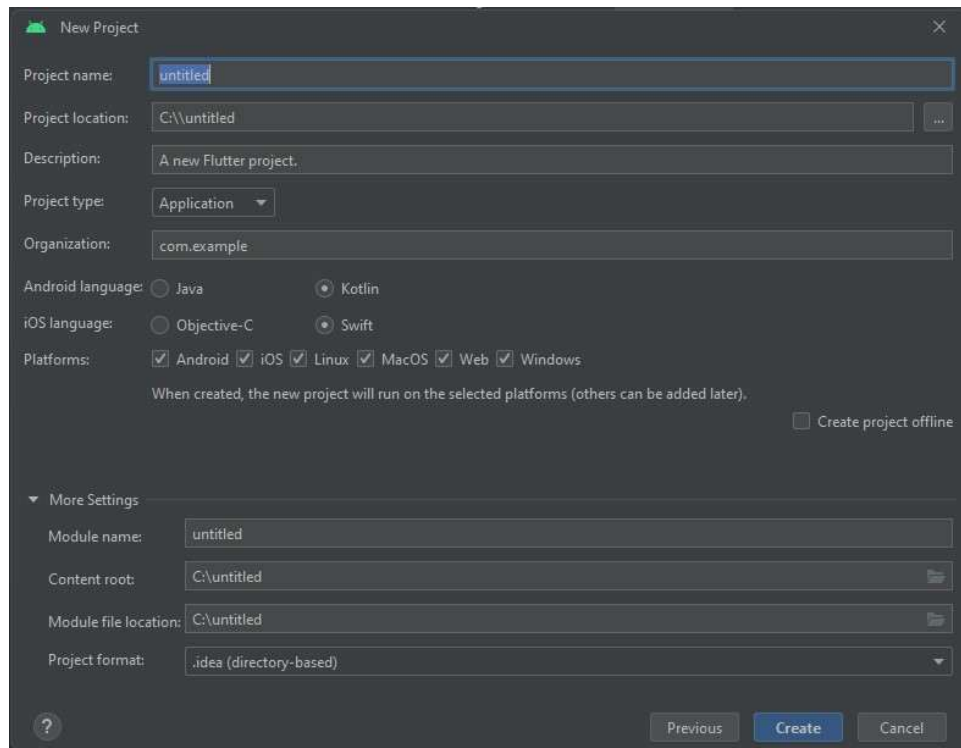 New Project
Project name: untitled
Project location: C:\\untitled ...
Description: A new Flutter project.
Project type: Application
Organization: com.example
Android language: Java Kotlin
iOS language: Objective-C Swift
Platforms: Android iOS Linux MacOS Web Windows
When created, the new project will run on the selected platforms (others can be added later).
Create project offline
More Settings
Module name: untitled
Content root: C:\untitled
Module file location: C:\untitled
Project format: .idea (directory-based)
? Previous Create Cancel